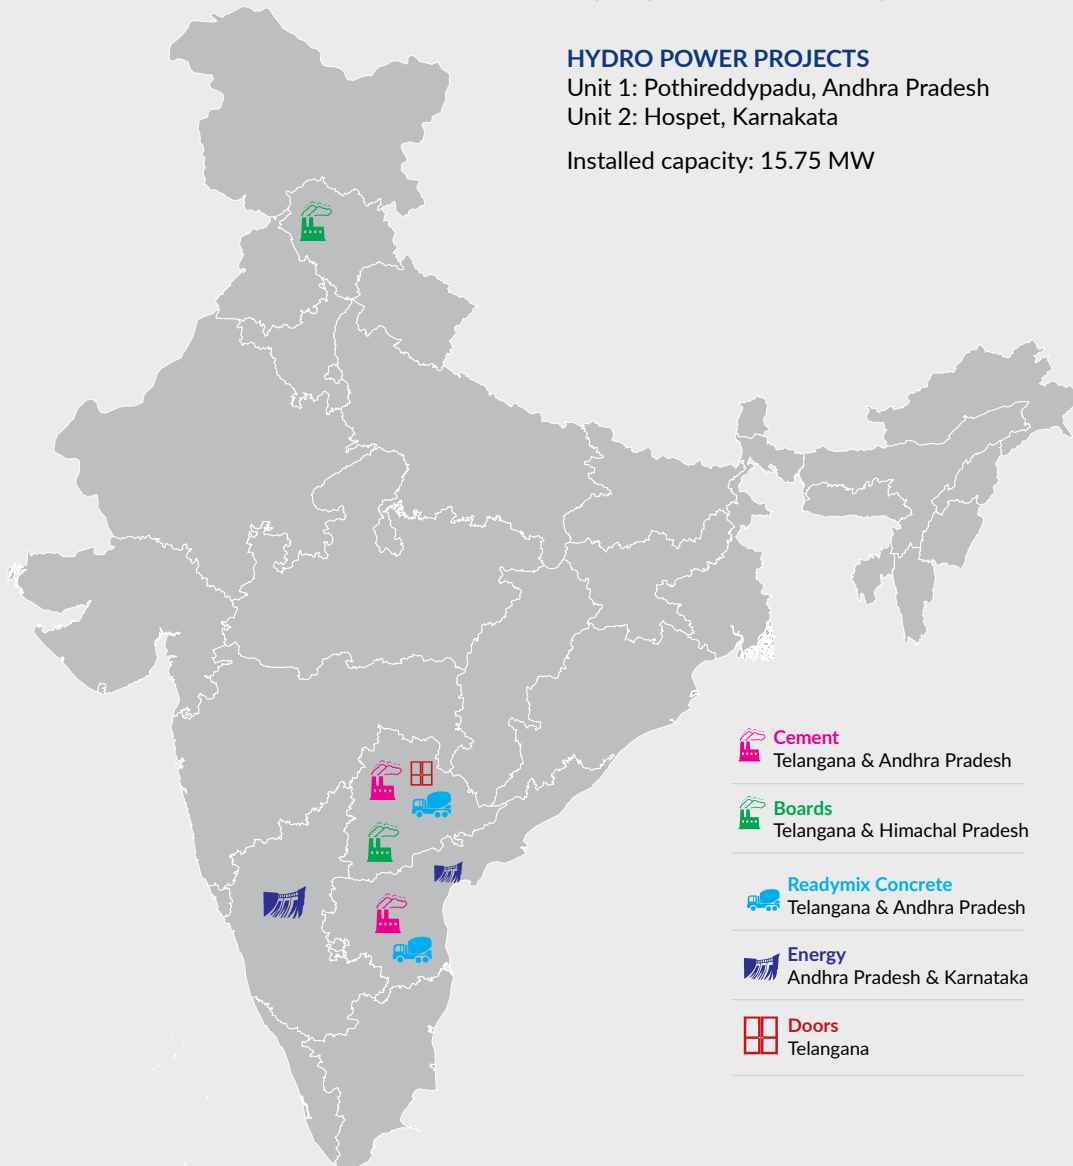 HYDRO POWER PROJECTS
Unit 1: Pothireddypadu, Andhra Pradesh
Unit 2: Hospet, Karnakata
Installed capacity: 15.75 MW
Cement
Telangana & Andhra Pradesh
Boards
Telangana & Himachal Pradesh
Readymix Concrete
Telangana & Andhra Pradesh
Energy
Andhra Pradesh & Karnataka
Doors
Telangana